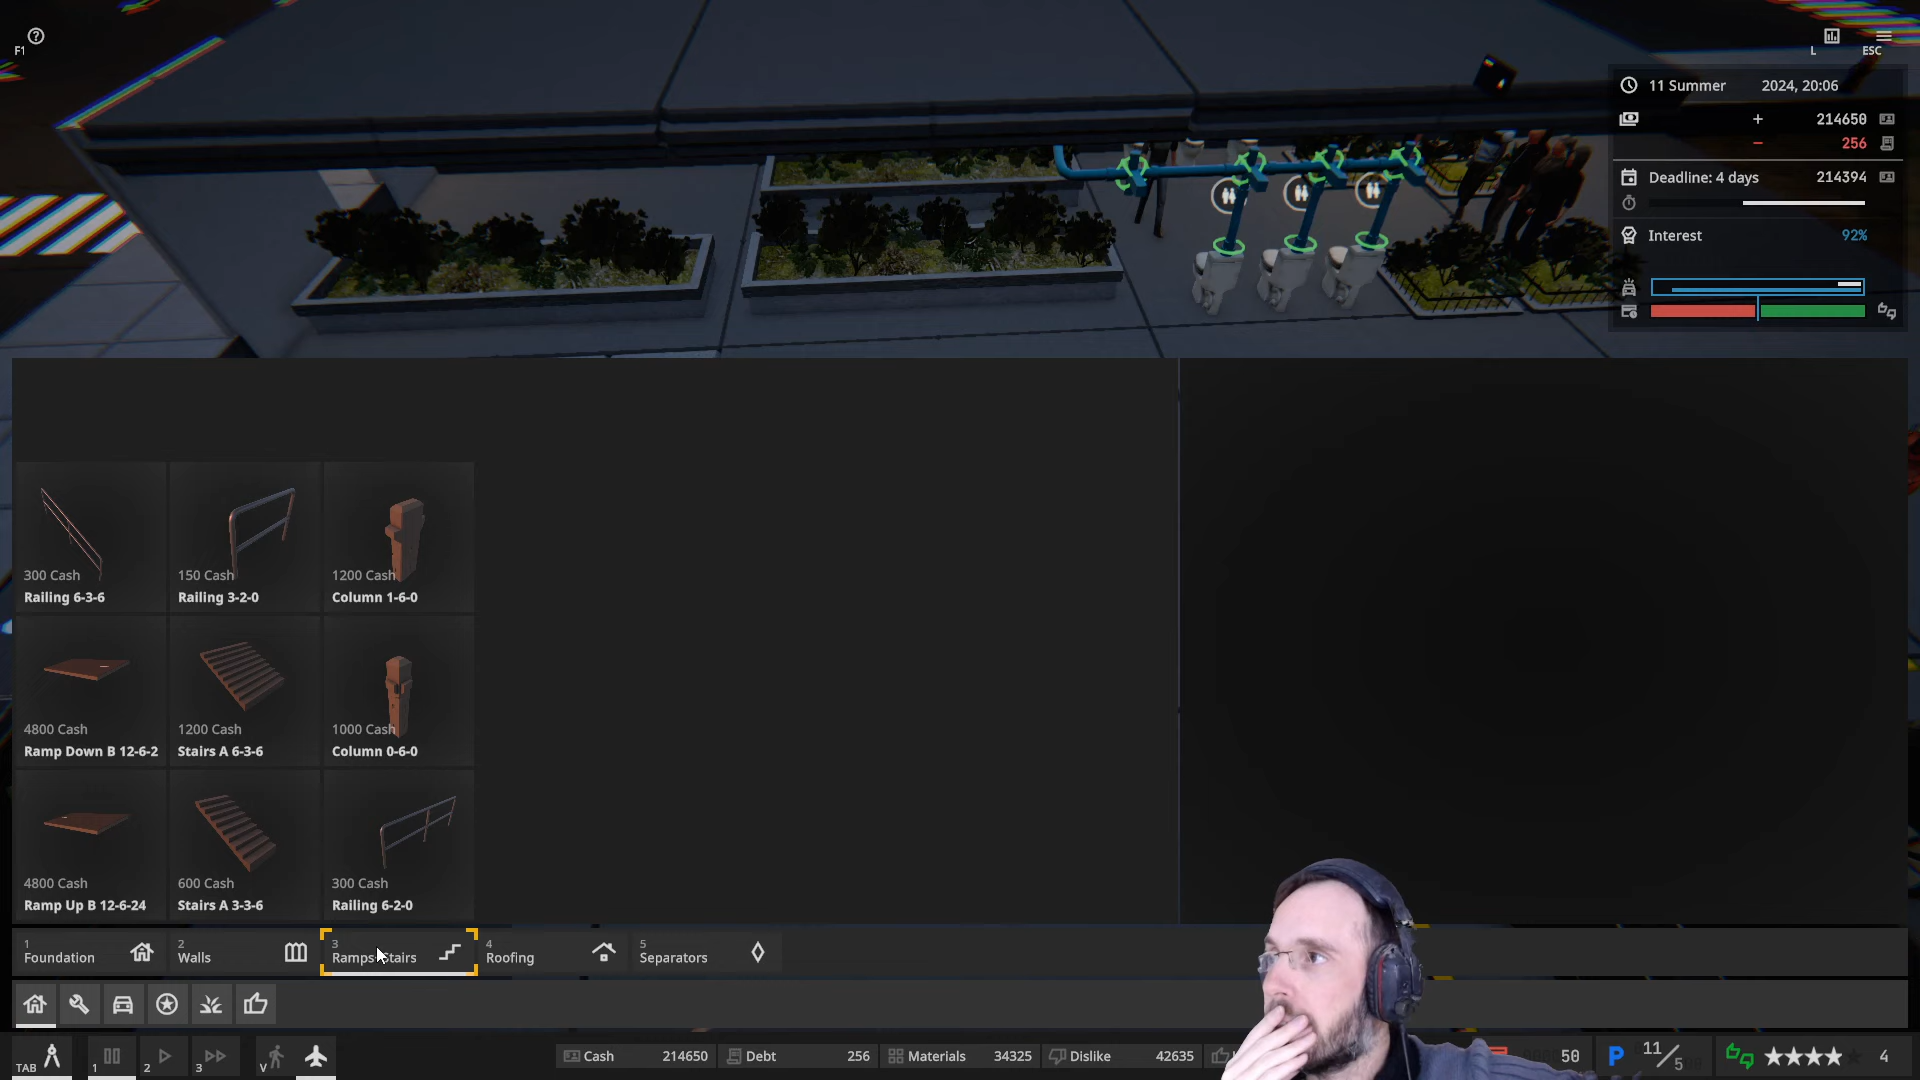 F1
L
ESC
11 Summer 2024, 20:06
+ 214650
− 256
Deadline: 4 days 214394
Interest 92%
300 Cash
Railing 6-3-6
150 Cash
Railing 3-2-0
1200 Cash
Column 1-6-0
4800 Cash
Ramp Down B 12-6-2
1200 Cash
Stairs A 6-3-6
1000 Cash
Column 0-6-0
4800 Cash
Ramp Up B 12-6-24
600 Cash
Stairs A 3-3-6
300 Cash
Railing 6-2-0
1
Foundation
2
Walls
3
Ramps Stairs
4
Roofing
5
Separators
TAB
1
2
3
V
Cash 214650
Debt 256
Materials 34325
Dislike 42635
50
P 11/5
4